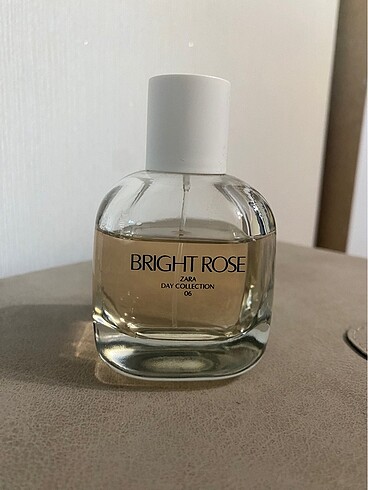 BRIGHT ROSE
ZARA
DAY COLLECTION
06